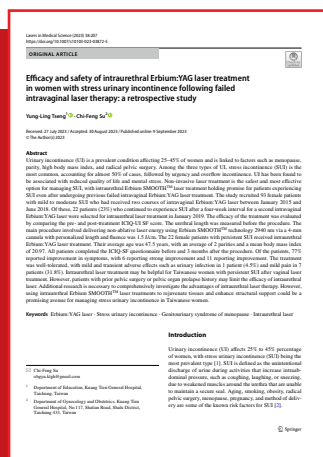 Lasers in Medical Science (2023) 38:207
https://doi.org/10.1007/s10103-023-03872-5
ORIGINAL ARTICLE
Efficacy and safety of intraurethral Erbium:YAG laser treatment
in women with stress urinary incontinence following failed
intravaginal laser therapy: a retrospective study
Yung-Ling Tseng1 · Chi-Feng Su2
Received: 27 July 2023 / Accepted: 30 August 2023 / Published online: 9 September 2023
© The Author(s) 2023
Abstract
Urinary incontinence (UI) is a prevalent condition affecting 25–45% of women and is linked to factors such as menopause,
parity, high body mass index, and radical pelvic surgery. Among the three types of UI, stress incontinence (SUI) is the
most common, accounting for almost 50% of cases, followed by urgency and overflow incontinence. UI has been found to
be associated with reduced quality of life and mental stress. Non-invasive laser treatment is the safest and most effective
option for managing SUI, with intraurethral Erbium SMOOTH™ laser treatment holding promise for patients experiencing
SUI even after undergoing previous failed intravaginal Erbium:YAG laser treatment. The study recruited 93 female patients
with mild to moderate SUI who had received two courses of intravaginal Erbium:YAG laser between January 2015 and
June 2018. Of these, 22 patients (23%) who continued to experience SUI after a four-week interval for a second intravaginal
Erbium:YAG laser were selected for intraurethral laser treatment in January 2019. The efficacy of the treatment was evaluated
by comparing the pre- and post-treatment ICIQ-UI SF score. The urethral length was measured before the procedure. The
main procedure involved delivering non-ablative laser energy using Erbium SMOOTH™ technology 2940 nm via a 4-mm
cannula with personalized length and fluence was 1.5 J/cm. The 22 female patients with persistent SUI received intraurethral
Erbium:YAG laser treatment. Their average age was 47.5 years, with an average of 2 parities and a mean body mass index
of 20.97. All patients completed the ICIQ-SF questionnaire before and 3 months after the procedure. Of the patients, 77%
reported improvement in symptoms, with 6 reporting strong improvement and 11 reporting improvement. The treatment
was well-tolerated, with mild and transient adverse effects such as urinary infection in 1 patient (4.5%) and mild pain in 7
patients (31.8%). Intraurethral laser treatment may be helpful for Taiwanese women with persistent SUI after vaginal laser
treatment. However, patients with prior pelvic surgery or pelvic organ prolapse history may limit the efficacy of intraurethral
laser. Additional research is necessary to comprehensively investigate the advantages of intraurethral laser therapy. However,
using intraurethral Erbium SMOOTH™ laser treatments to rejuvenate tissues and enhance structural support could be a
promising avenue for managing stress urinary incontinence in Taiwanese women.
Keywords Erbium:YAG laser · Stress urinary incontinence · Genitourinary syndrome of menopause · Intraurethral laser
Introduction
Urinary incontinence (UI) affects 25% to 45% percentage
of women, with stress urinary incontinence (SUI) being the
most prevalent type [1]. SUI is defined as the unintentional
discharge of urine during activities that increase intraab-
dominal pressure, such as coughing, laughing, or sneezing,
due to weakened muscles around the urethra that are unable
to maintain a secure seal. Aging, smoking, obesity, radical
pelvic surgery, menopause, pregnancy, and method of deliv-
ery are some of the known risk factors for SUI [2].
Chi-Feng Su
1 Department of Education, Kuang Tien General Hospital,
Taichung, Taiwan
2 Department of Gynecology and Obstetrics, Kuang Tien
General Hospital, No.117, Shatian Road, Shalu District,
Taichung 433, Taiwan
Springer